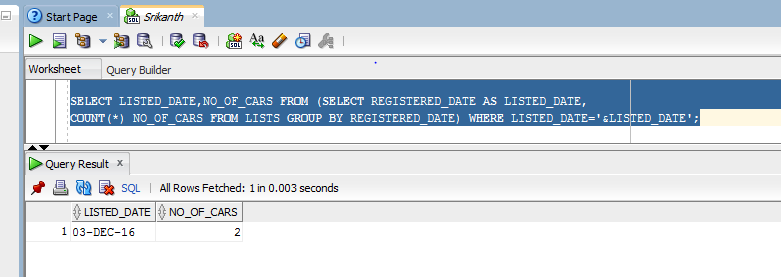 Start Page
Srikanth
Worksheet Query Builder
SELECT LISTED_DATE,NO_OF_CARS FROM (SELECT REGISTERED_DATE AS LISTED_DATE,
COUNT(*) NO_OF_CARS FROM LISTS GROUP BY REGISTERED_DATE) WHERE LISTED_DATE='&LISTED_DATE';
Query Result
SQL All Rows Fetched: 1 in 0.003 seconds
LISTED_DATE NO_OF_CARS
1 03-DEC-16 2